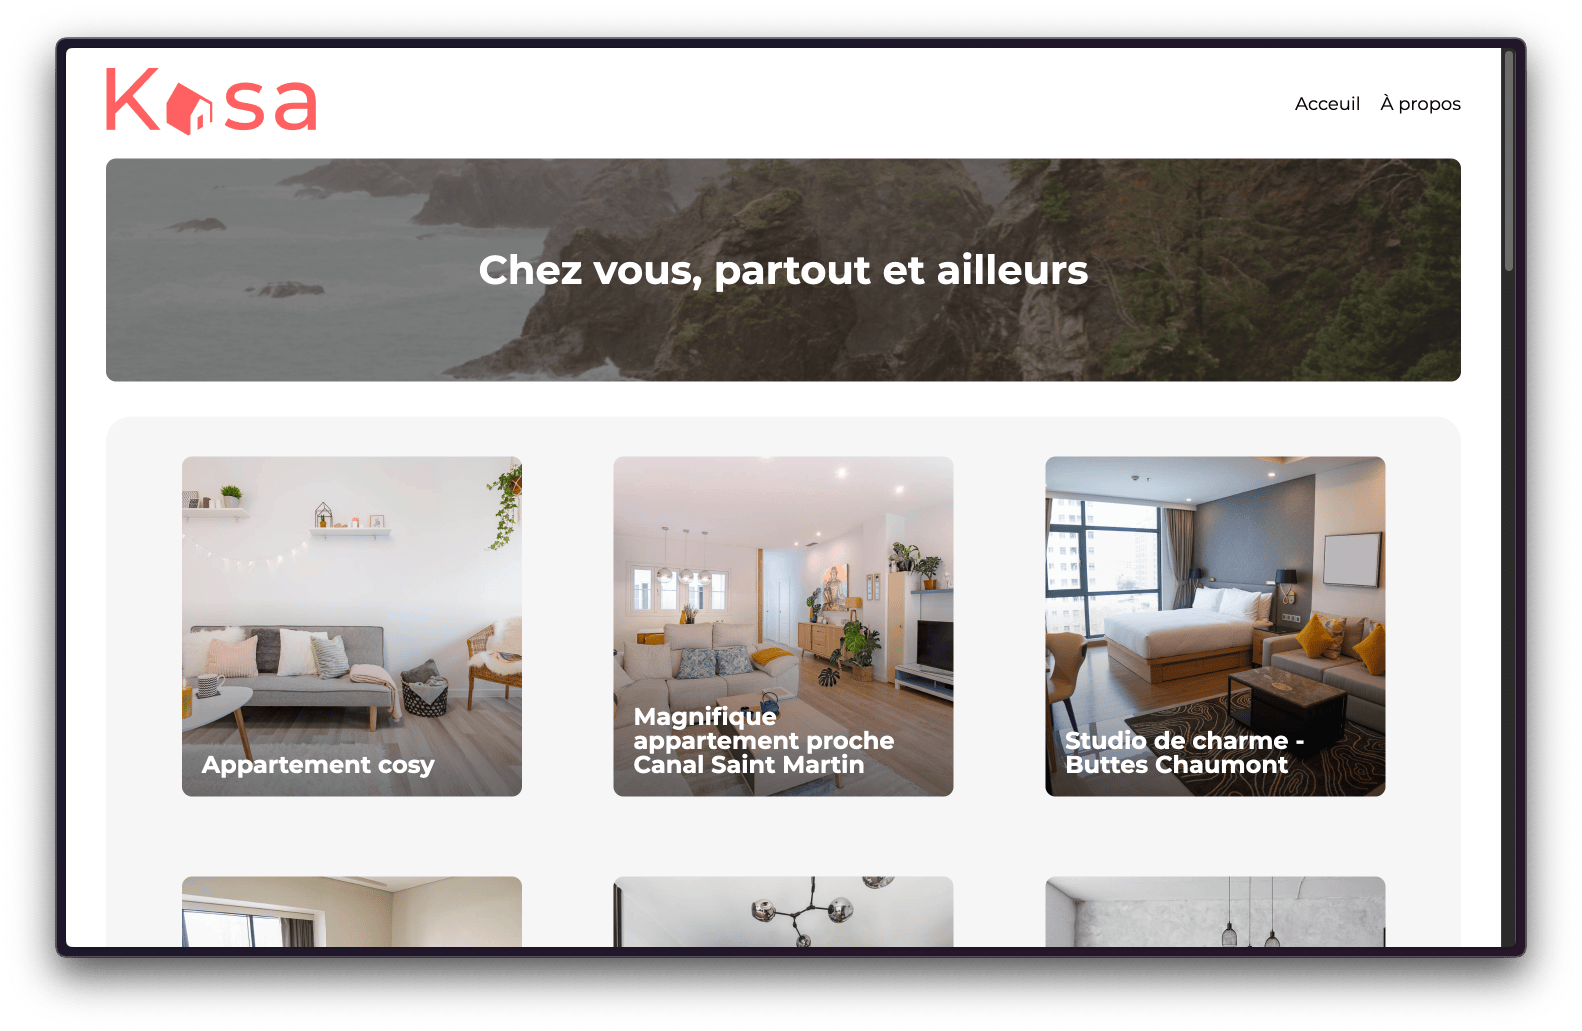 Kasa
Acceuil À propos
Chez vous, partout et ailleurs
Appartement cosy
Magnifique
appartement proche
Canal Saint Martin
Studio de charme -
Buttes Chaumont